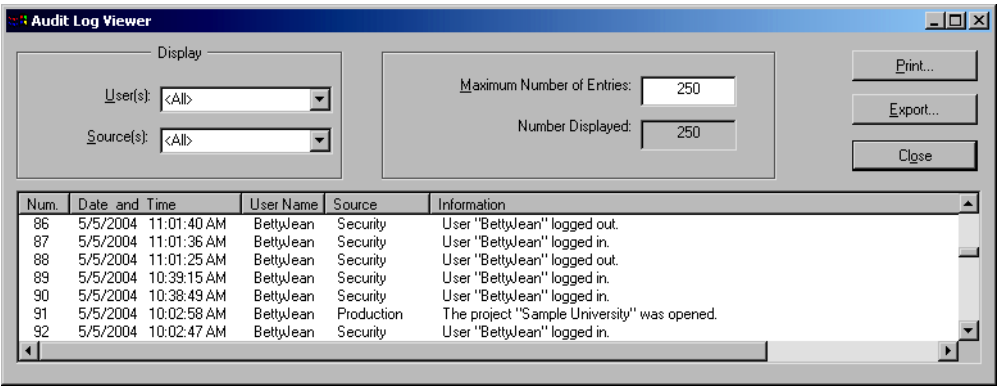 Audit Log Viewer
Display
User(s): <All>
Source(s): <All>
Maximum Number of Entries: 250
Number Displayed: 250
Print...
Export...
Close
Num. Date and Time User Name Source Information
86 5/5/2004 11:01:40 AM BettyJean Security User "BettyJean" logged out.
87 5/5/2004 11:01:36 AM BettyJean Security User "BettyJean" logged in.
88 5/5/2004 11:01:25 AM BettyJean Security User "BettyJean" logged out.
89 5/5/2004 10:39:15 AM BettyJean Security User "BettyJean" logged in.
90 5/5/2004 10:38:49 AM BettyJean Security User "BettyJean" logged in.
91 5/5/2004 10:02:58 AM BettyJean Production The project "Sample University" was opened.
92 5/5/2004 10:02:47 AM BettyJean Security User "BettyJean" logged in.